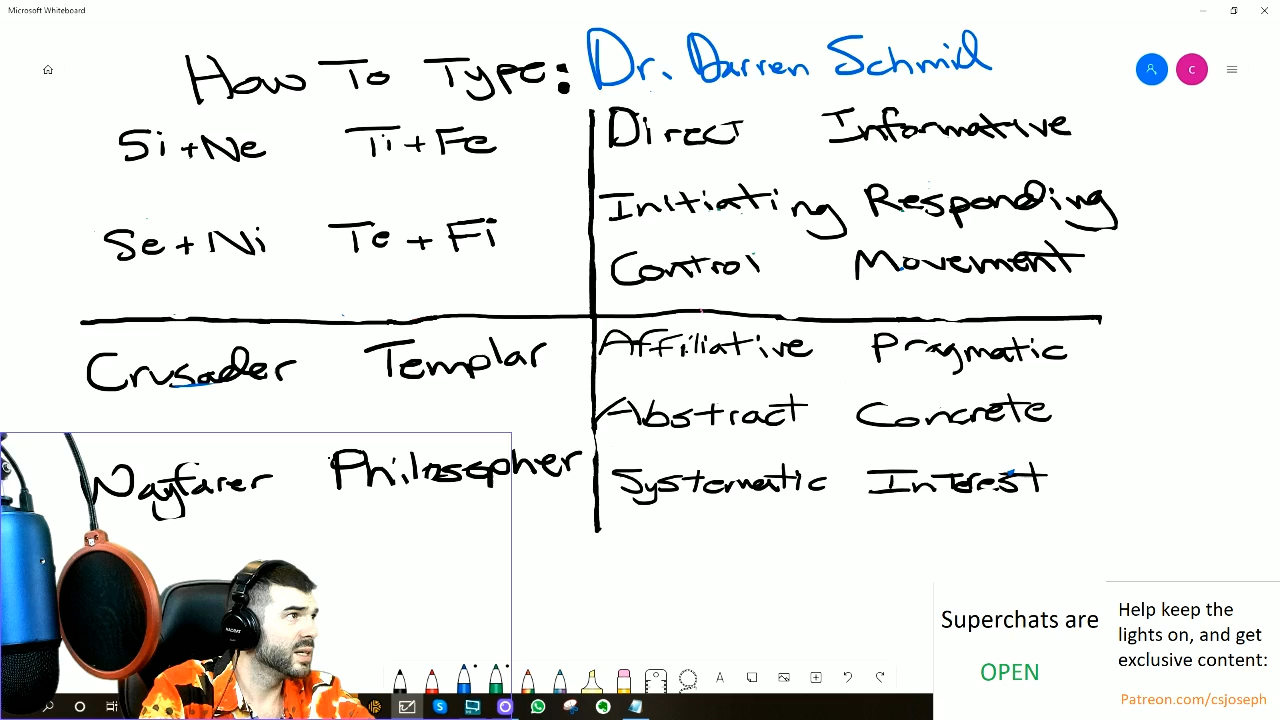 Microsoft Whiteboard
How To Type: Dr. Darren Schmid
Si+Ne Ti+Fe
Se+Ni Te+Fi
Direct Informative
Initiating Responding
Control Movement
Crusader Templar
Wayfarer Philosopher
Affiliative Pragmatic
Abstract Concrete
Systematic Interest
C
Superchats are
OPEN
Help keep the
lights on, and get
exclusive content:
Patreon.com/csjoseph